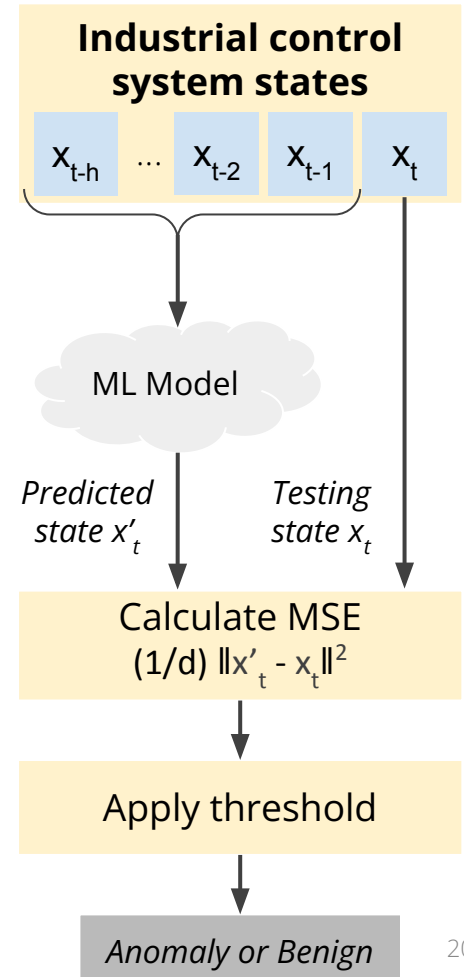 Industrial control
system states
x_{t-h} ... x_{t-2} x_{t-1} x_t
ML Model
Predicted
state x'_t
Testing
state x_t
Calculate MSE
(1/d) ‖x'_t - x_t‖²
Apply threshold
Anomaly or Benign